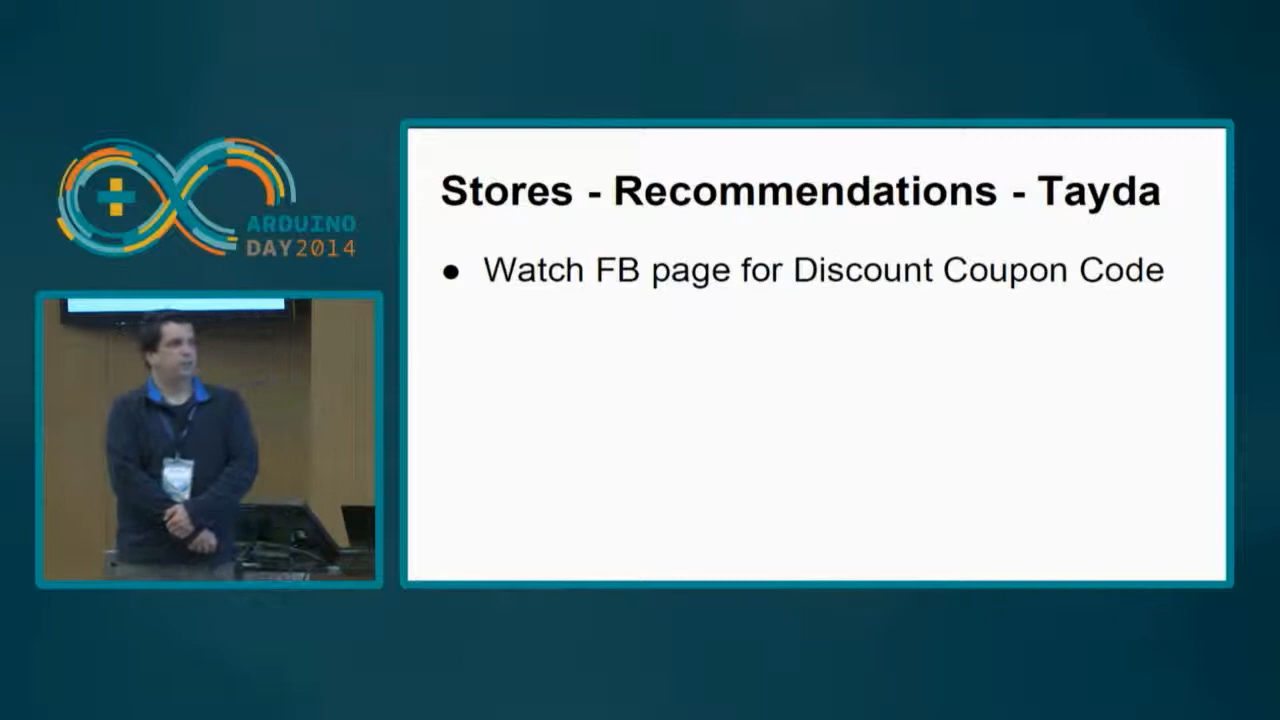 ARDUINO
DAY2014
Stores - Recommendations - Tayda
● Watch FB page for Discount Coupon Code